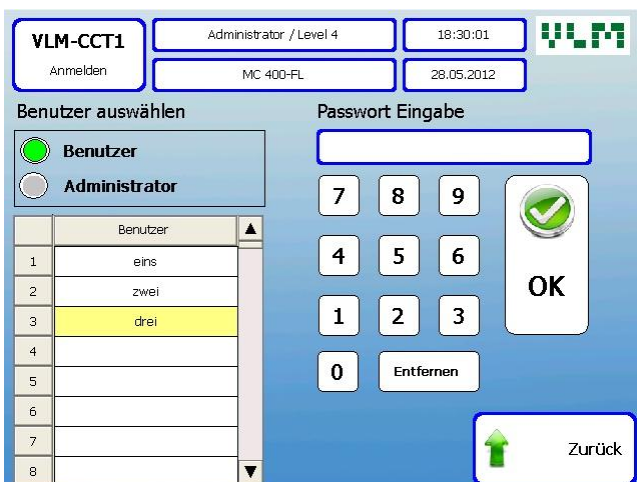 VLM-CCT1
Anmelden
Administrator / Level 4
18:30:01
VLM
MC 400-FL
28.05.2012
Benutzer auswählen
Benutzer
Administrator
Benutzer
1 eins
2 zwei
3 drei
4
5
6
7
8
Passwort Eingabe
7 8 9
4 5 6
1 2 3
0 Entfernen
OK
Zurück